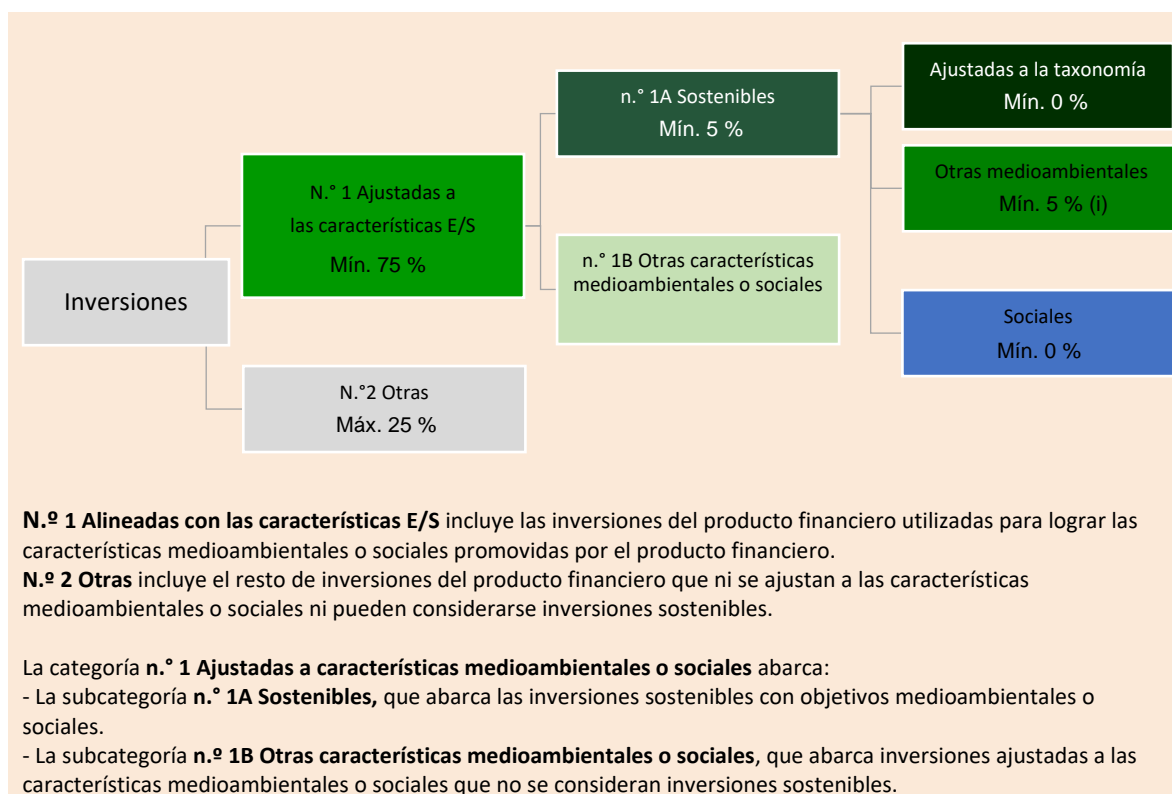 Inversiones
N.° 1 Ajustadas a
las características E/S
Mín. 75 %
N.°2 Otras
Máx. 25 %
n.° 1A Sostenibles
Mín. 5 %
n.° 1B Otras características
medioambientales o sociales
Ajustadas a la taxonomía
Mín. 0 %
Otras medioambientales
Mín. 5 % (i)
Sociales
Mín. 0 %
N.º 1 Alineadas con las características E/S incluye las inversiones del producto financiero utilizadas para lograr las
características medioambientales o sociales promovidas por el producto financiero.
N.º 2 Otras incluye el resto de inversiones del producto financiero que ni se ajustan a las características
medioambientales o sociales ni pueden considerarse inversiones sostenibles.
La categoría n.° 1 Ajustadas a características medioambientales o sociales abarca:
- La subcategoría n.° 1A Sostenibles, que abarca las inversiones sostenibles con objetivos medioambientales o
sociales.
- La subcategoría n.º 1B Otras características medioambientales o sociales, que abarca inversiones ajustadas a las
características medioambientales o sociales que no se consideran inversiones sostenibles.